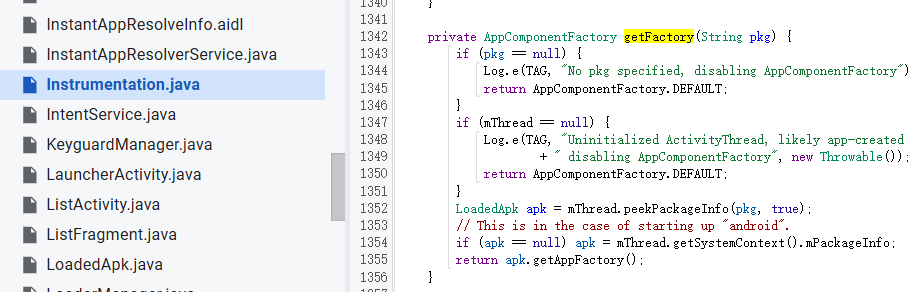 InstantAppResolveInfo.aidl
InstantAppResolverService.java
Instrumentation.java
IntentService.java
KeyguardManager.java
LauncherActivity.java
ListActivity.java
ListFragment.java
LoadedApk.java
1340 }
1341
1342 private AppComponentFactory getFactory(String pkg) {
1343 if (pkg == null) {
1344 Log.e(TAG, "No pkg specified, disabling AppComponentFactory")
1345 return AppComponentFactory.DEFAULT;
1346 }
1347 if (mThread == null) {
1348 Log.e(TAG, "Uninitialized ActivityThread, likely app-created
1349 + " disabling AppComponentFactory", new Throwable());
1350 return AppComponentFactory.DEFAULT;
1351 }
1352 LoadedApk apk = mThread.peekPackageInfo(pkg, true);
1353 // This is in the case of starting up "android".
1354 if (apk == null) apk = mThread.getSystemContext().mPackageInfo;
1355 return apk.getAppFactory();
1356 }